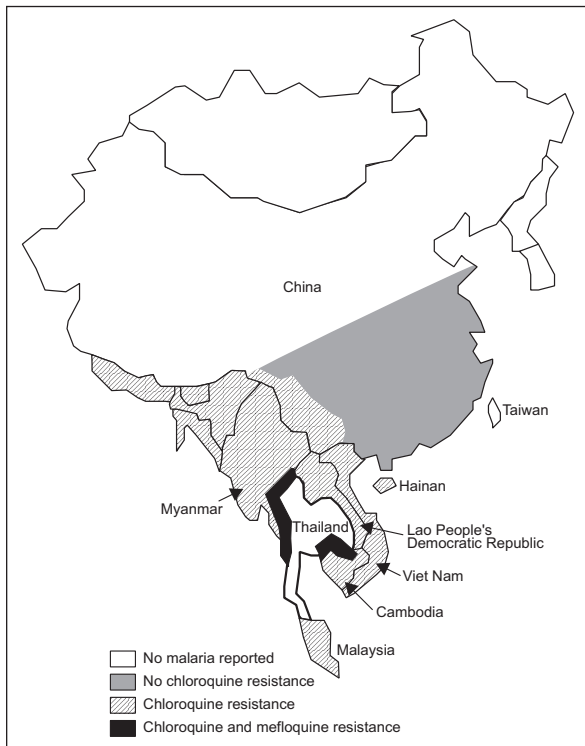 China
Taiwan
Hainan
Myanmar
Thailand
Lao People's
Democratic Republic
Viet Nam
Cambodia
Malaysia
No malaria reported
No chloroquine resistance
Chloroquine resistance
Chloroquine and mefloquine resistance